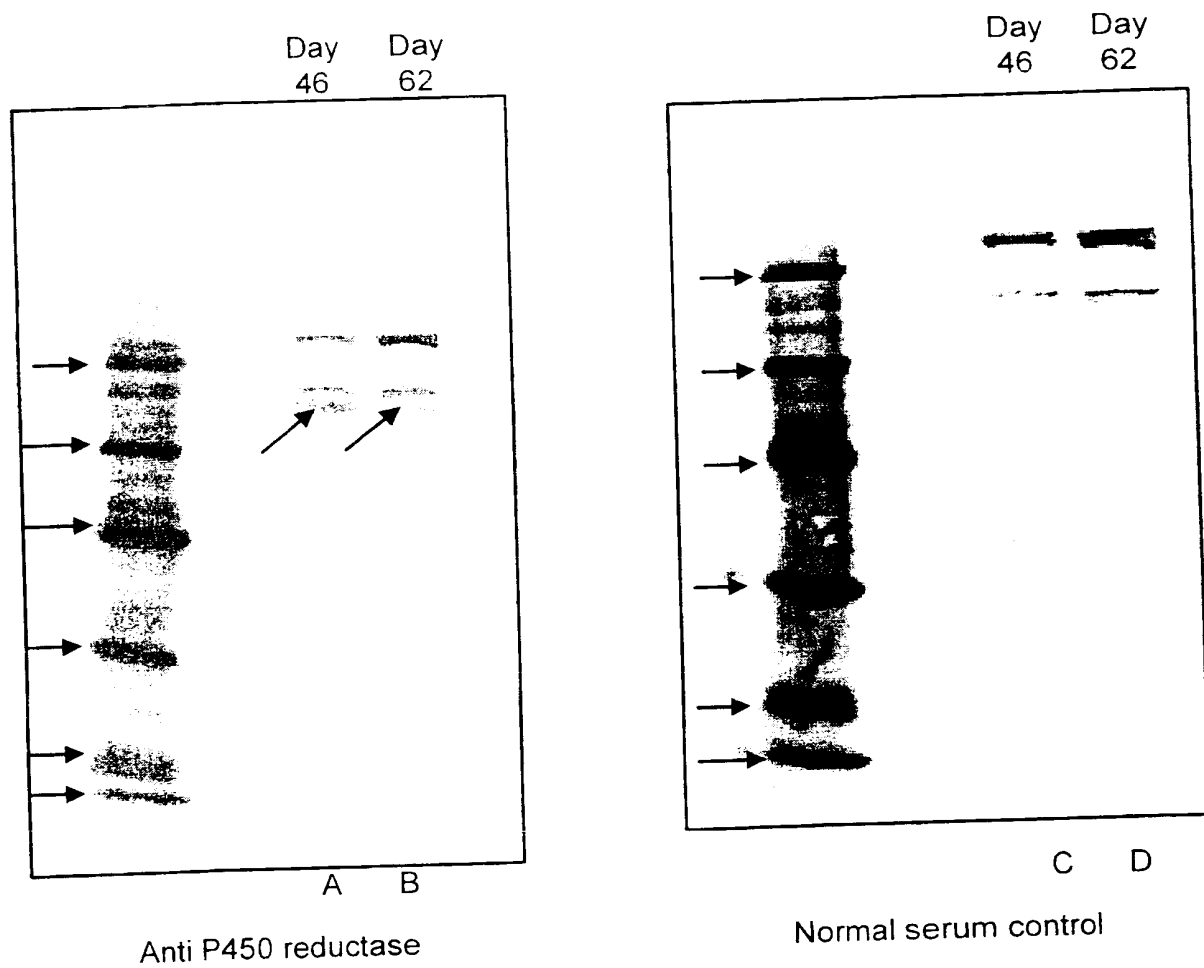 Day Day
46 62
Day Day
46 62
A B
C D
Anti P450 reductase
Normal serum control